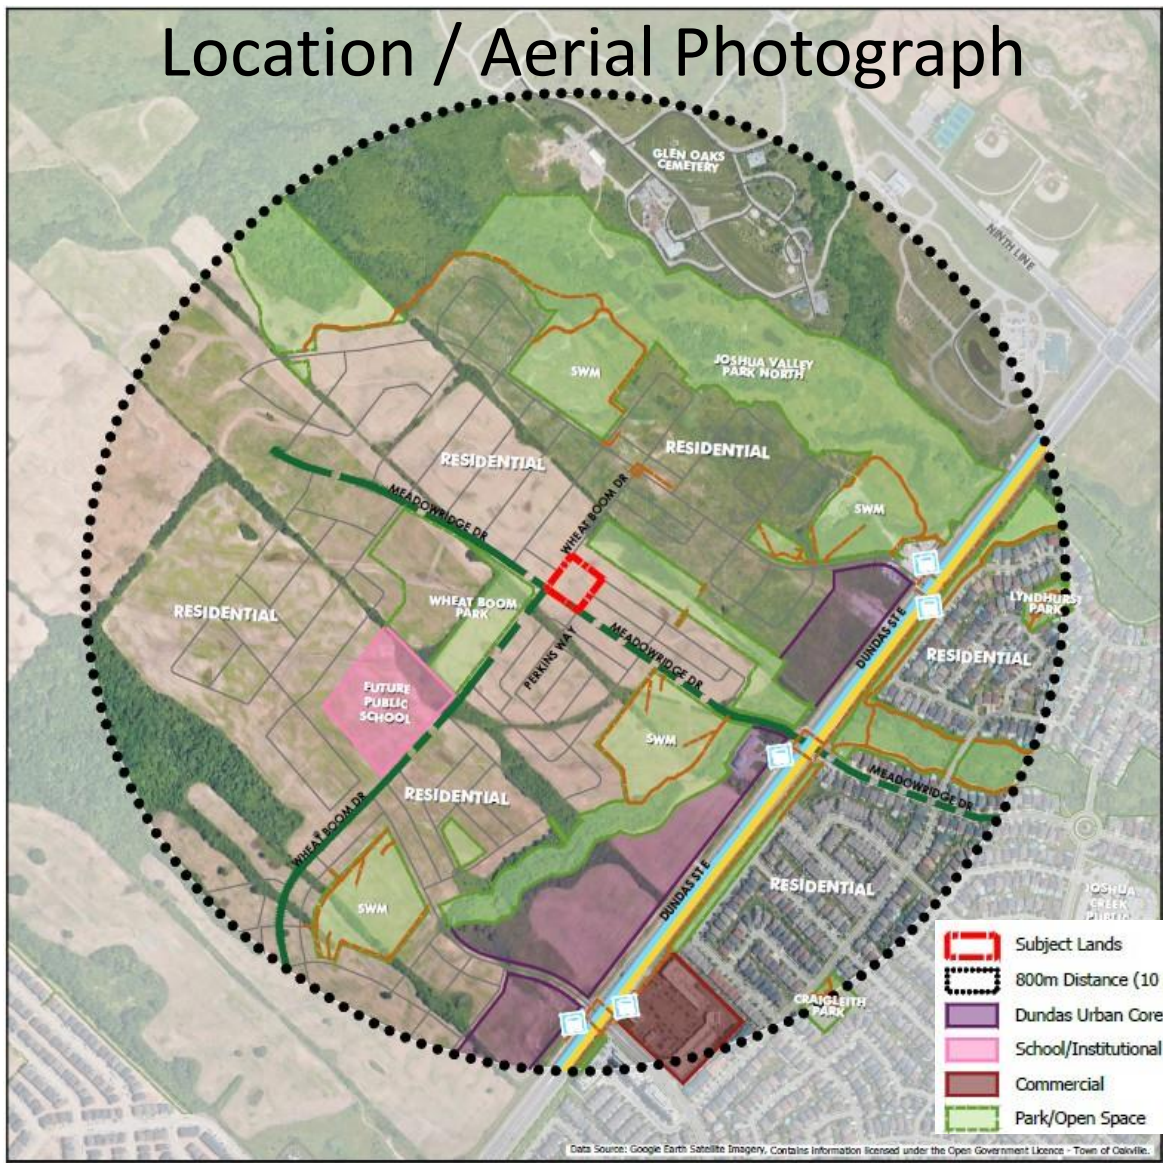 Location / Aerial Photograph
GLEN OAKS
CEMETERY
NINTH LINE
JOSHUA VALLEY
PARK NORTH
SWM
RESIDENTIAL
RESIDENTIAL
WHEAT BOOM DR
MEADOWRIDGE DR
SWM
WHEAT BOOM
PARK
RESIDENTIAL
LYNDHURST
PARK
DUNDAS ST E
RESIDENTIAL
PERKINS WAY
MEADOWRIDGE DR
FUTURE
PUBLIC
SCHOOL
SWM
MEADOWRIDGE DR
RESIDENTIAL
WHEAT BOOM DR
DUNDAS ST E
RESIDENTIAL
SWM
JOSHUA
CREEK
PUBLIC
CRAIGLEITH
PARK
Subject Lands
800m Distance (10
Dundas Urban Core
School/Institutional
Commercial
Park/Open Space
Data Source: Google Earth Satellite Imagery, Contains information licensed under the Open Government Licence - Town of Oakville.